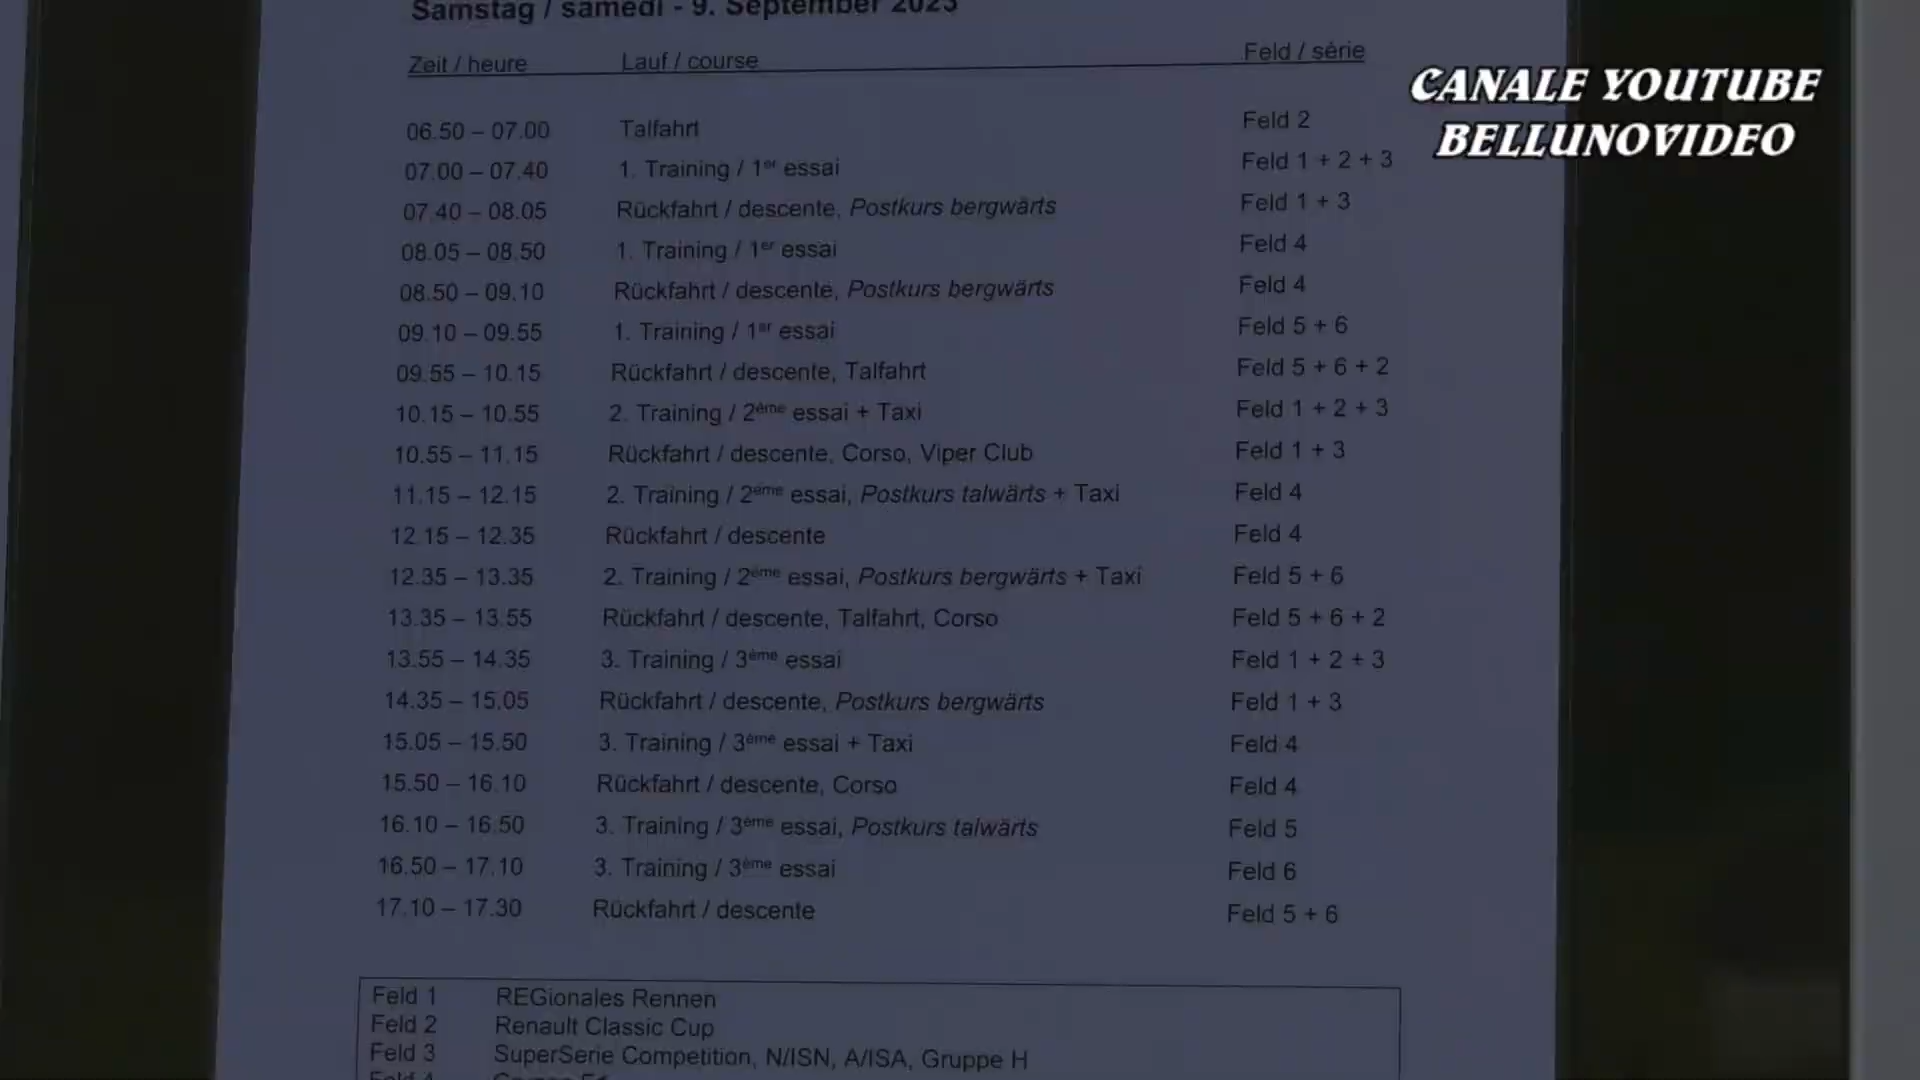 Samstag / samedi - 9. September 2023
CANALE YOUTUBE
BELLUNOVIDEO
Zeit / heure Lauf / course Feld / série
06.50 – 07.00 Talfahrt Feld 2
07.00 – 07.40 1. Training / 1er essai Feld 1 + 2 + 3
07.40 – 08.05 Rückfahrt / descente, Postkurs bergwärts Feld 1 + 3
08.05 – 08.50 1. Training / 1er essai Feld 4
08.50 – 09.10 Rückfahrt / descente, Postkurs bergwärts Feld 4
09.10 – 09.55 1. Training / 1er essai Feld 5 + 6
09.55 – 10.15 Rückfahrt / descente, Talfahrt Feld 5 + 6 + 2
10.15 – 10.55 2. Training / 2ème essai + Taxi Feld 1 + 2 + 3
10.55 – 11.15 Rückfahrt / descente, Corso, Viper Club Feld 1 + 3
11.15 – 12.15 2. Training / 2ème essai, Postkurs talwärts + Taxi Feld 4
12.15 – 12.35 Rückfahrt / descente Feld 4
12.35 – 13.35 2. Training / 2ème essai, Postkurs bergwärts + Taxi Feld 5 + 6
13.35 – 13.55 Rückfahrt / descente, Talfahrt, Corso Feld 5 + 6 + 2
13.55 – 14.35 3. Training / 3ème essai Feld 1 + 2 + 3
14.35 – 15.05 Rückfahrt / descente, Postkurs bergwärts Feld 1 + 3
15.05 – 15.50 3. Training / 3ème essai + Taxi Feld 4
15.50 – 16.10 Rückfahrt / descente, Corso Feld 4
16.10 – 16.50 3. Training / 3ème essai, Postkurs talwärts Feld 5
16.50 – 17.10 3. Training / 3ème essai Feld 6
17.10 – 17.30 Rückfahrt / descente Feld 5 + 6
Feld 1 REGionales Rennen
Feld 2 Renault Classic Cup
Feld 3 SuperSerie Competition, N/ISN, A/ISA, Gruppe H
Feld 4